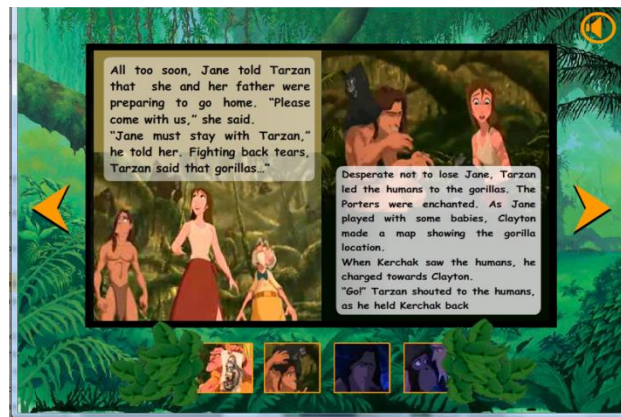 All too soon, Jane told Tarzan
that she and her father were
preparing to go home. "Please
come with us," she said.
"Jane must stay with Tarzan,"
he told her. Fighting back tears,
Tarzan said that gorillas..."
Desperate not to lose Jane, Tarzan
led the humans to the gorillas. The
Porters were enchanted. As Jane
played with some babies, Clayton
made a map showing the gorilla
location.
When Kerchak saw the humans, he
charged towards Clayton.
"Go!" Tarzan shouted to the humans,
as he held Kerchak back